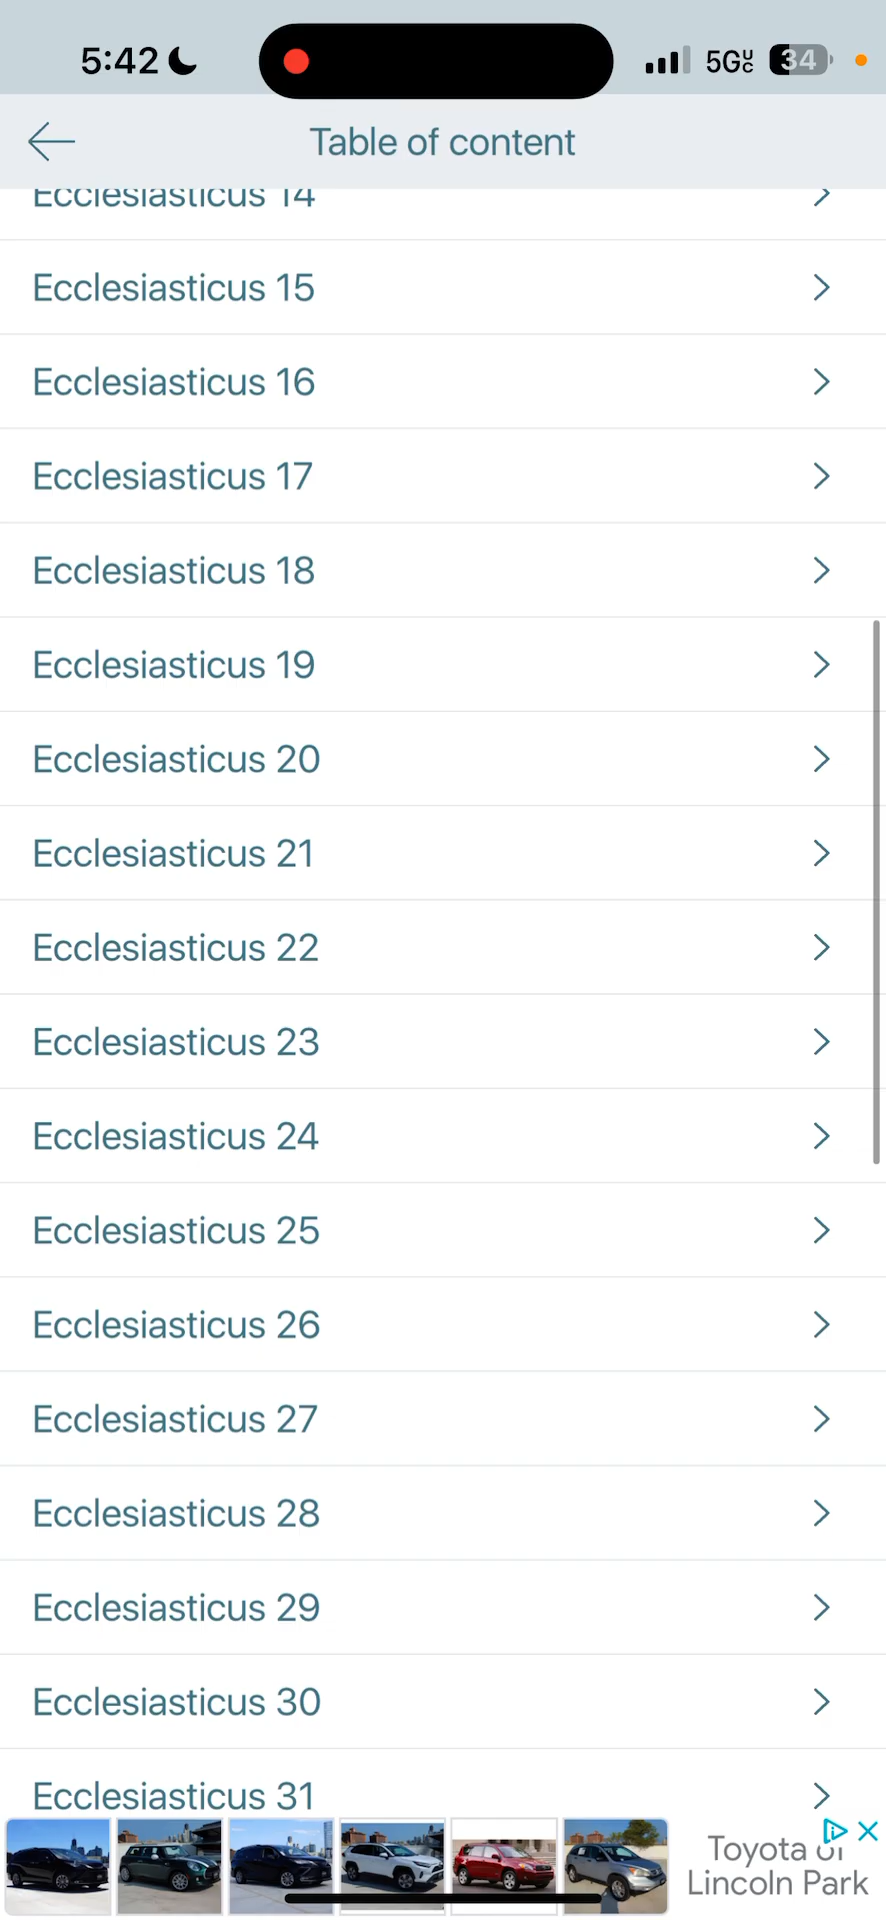 5:42
5G
34
Table of content
Ecclesiasticus 14
Ecclesiasticus 15
Ecclesiasticus 16
Ecclesiasticus 17
Ecclesiasticus 18
Ecclesiasticus 19
Ecclesiasticus 20
Ecclesiasticus 21
Ecclesiasticus 22
Ecclesiasticus 23
Ecclesiasticus 24
Ecclesiasticus 25
Ecclesiasticus 26
Ecclesiasticus 27
Ecclesiasticus 28
Ecclesiasticus 29
Ecclesiasticus 30
Ecclesiasticus 31
Toyota of
Lincoln Park